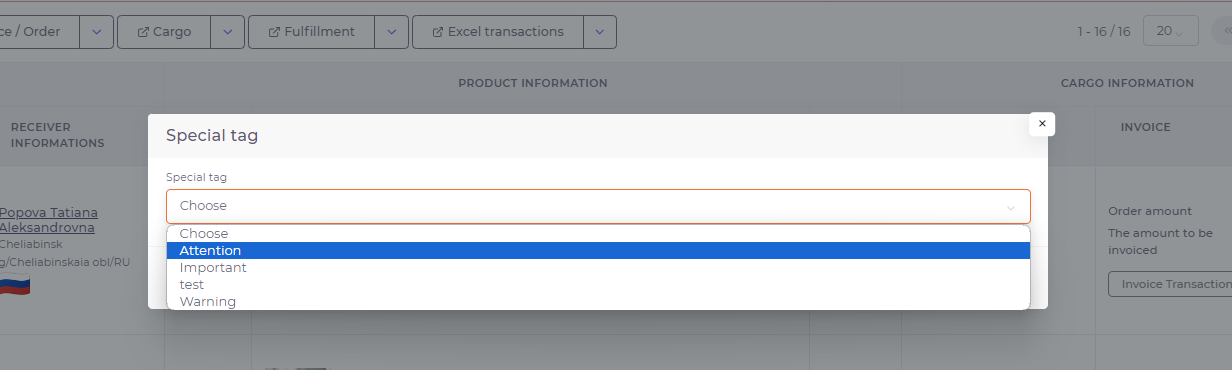 ce / Order
Cargo
Fulfillment
Excel transactions
1 - 16 / 16
20
PRODUCT INFORMATION
CARGO INFORMATION
RECEIVER
INFORMATIONS
INVOICE
Special tag
×
Special tag
Choose
Choose
Attention
Important
test
Warning
Popova Tatiana
Aleksandrovna
Cheliabinsk
g/Cheliabinskaia obl/RU
Order amount
The amount to be
invoiced
Invoice Transaction